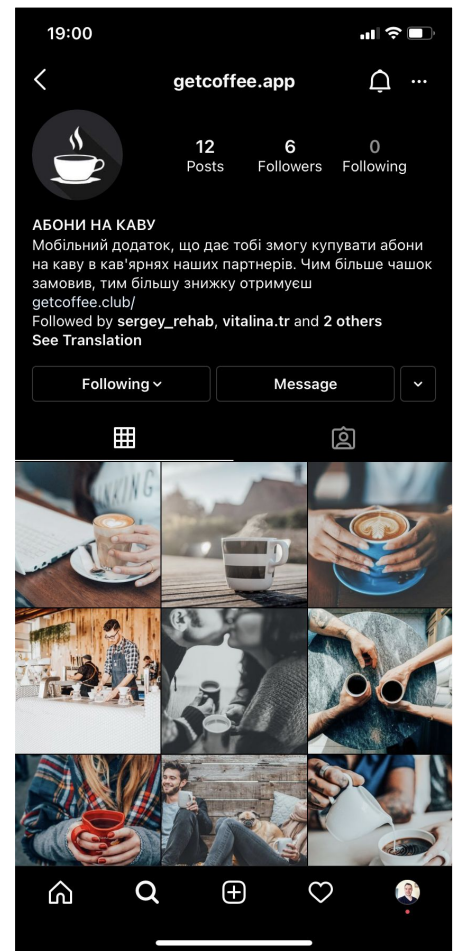 19:00
getcoffee.app
12
6
0
Posts
Followers
Following
АБОНИ НА КАВУ
Мобільний додаток, що дає тобі змогу купувати абони
на каву в кав'ярнях наших партнерів. Чим більше чашок
замовив, тим більшу знижку отримуєш
getcoffee.club/
Followed by sergey_rehab, vitalina.tr and 2 others
See Translation
Following
Message
KING